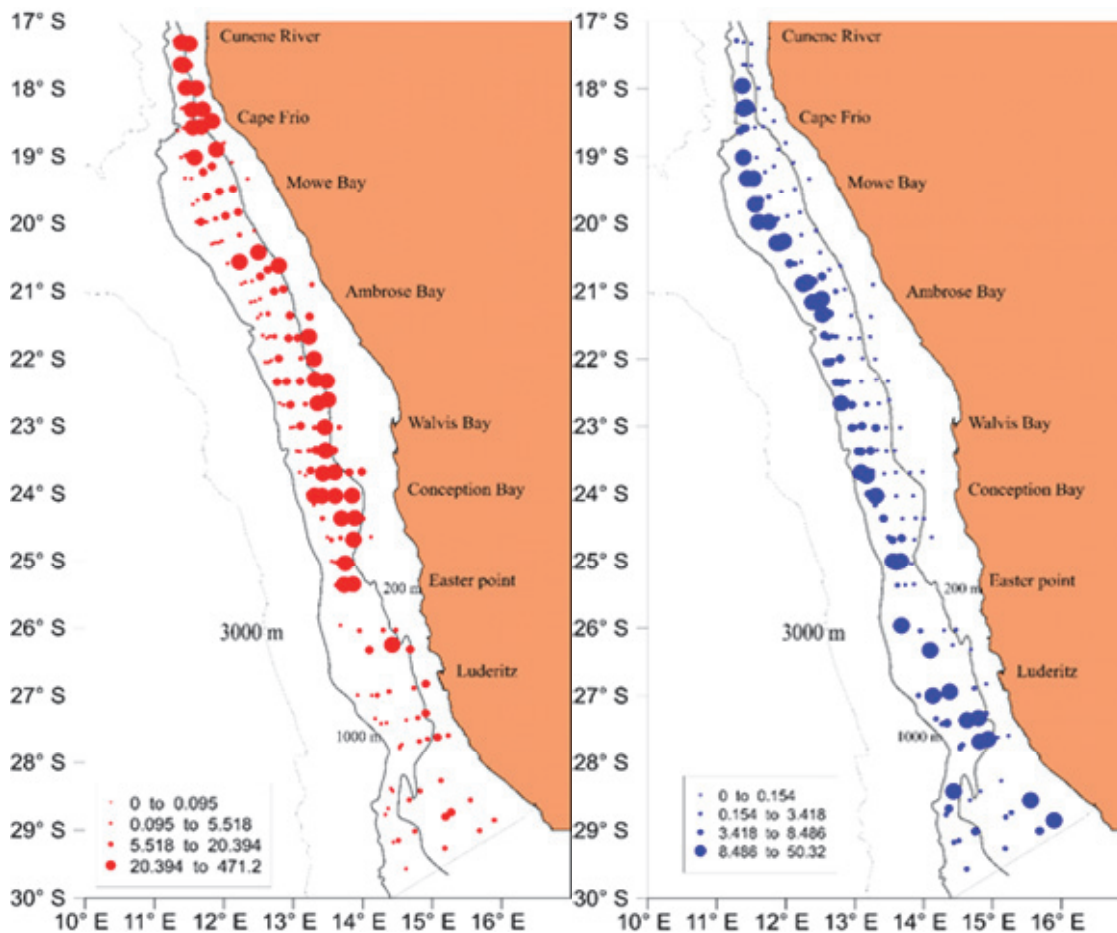 17° S
18° S
19° S
20° S
21° S
22° S
23° S
24° S
25° S
26° S
27° S
28° S
29° S
30° S
Cunene River
Cape Frio
Mowe Bay
Ambrose Bay
Walvis Bay
Conception Bay
Easter point
200 m
3000 m
Luderitz
1000 m
0 to 0.095
0.095 to 5.518
5.518 to 20.394
20.394 to 471.2
10° E 11° E 12° E 13° E 14° E 15° E 16° E
17° S
18° S
19° S
20° S
21° S
22° S
23° S
24° S
25° S
26° S
27° S
28° S
29° S
30° S
Cunene River
Cape Frio
Mowe Bay
Ambrose Bay
Walvis Bay
Conception Bay
Easter point
200 m
3000 m
Luderitz
1000 m
0 to 0.154
0.154 to 3.418
3.418 to 8.486
8.486 to 50.32
10° E 11° E 12° E 13° E 14° E 15° E 16° E